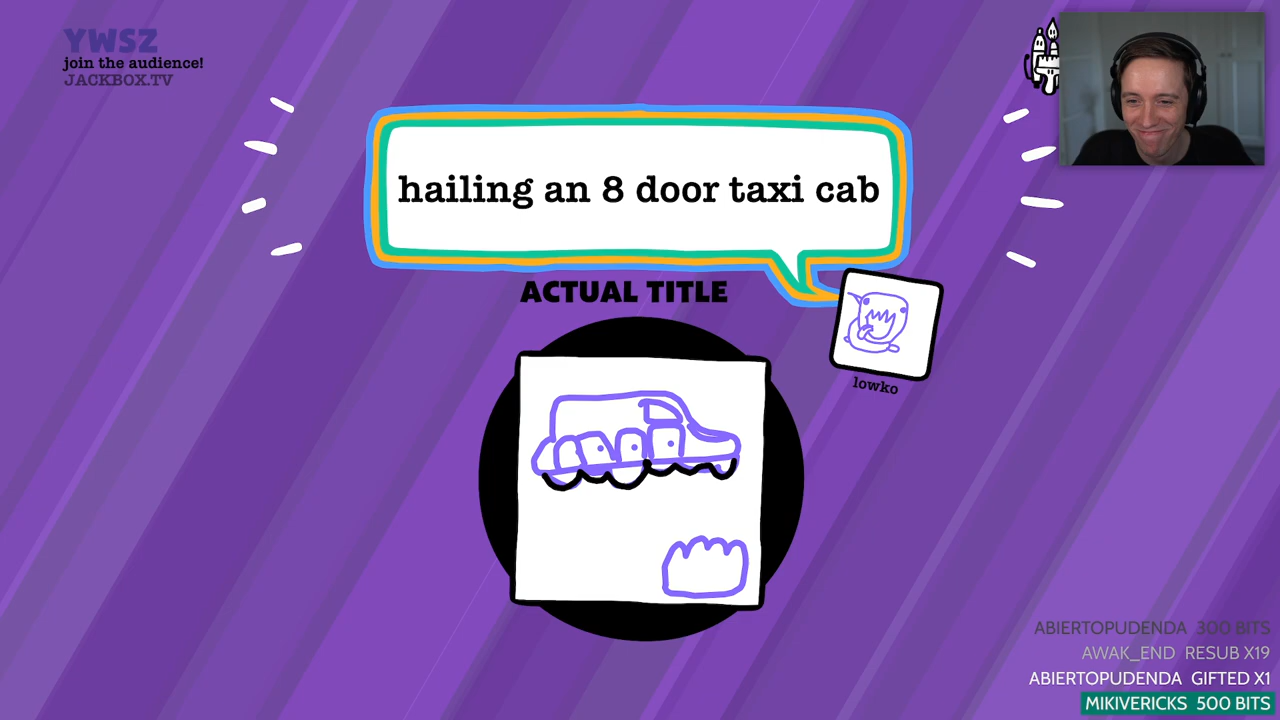 YWSZ
join the audience!
JACKBOX.TV
hailing an 8 door taxi cab
ACTUAL TITLE
lowko
ABIERTOPUDENDA 300 BITS
AWAK_END RESUB X19
ABIERTOPUDENDA GIFTED X1
MIKIVERICKS 500 BITS